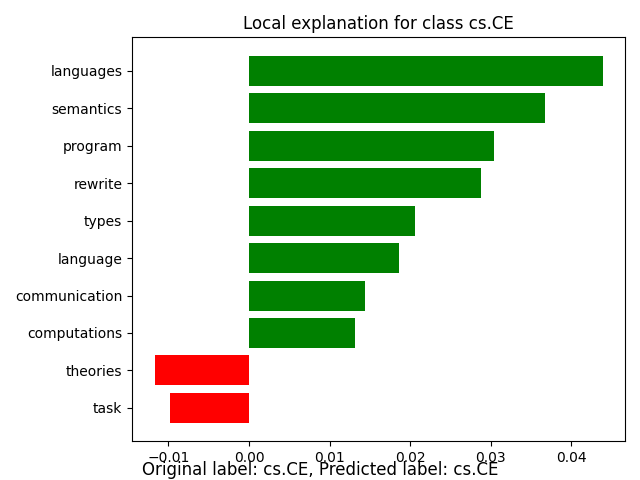 Local explanation for class cs.CE
languages
semantics
program
rewrite
types
language
communication
computations
theories
task
−0.01 0.00 0.01 0.02 0.03 0.04
Original label: cs.CE, Predicted label: cs.CE